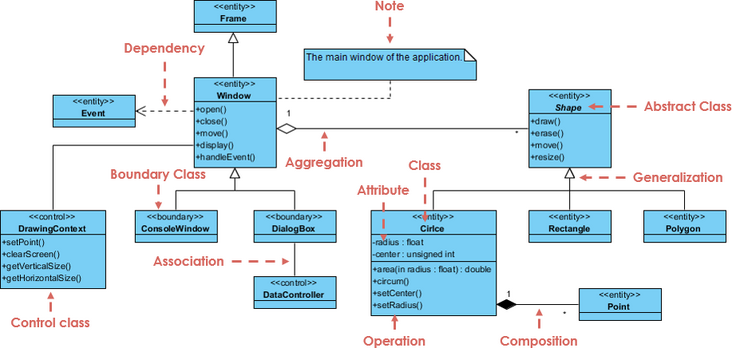 <<entity>>
Frame
Note
Dependency
The main window of the application.
<<entity>>
Window
+open()
+close()
+move()
+display()
+handleEvent()
<<entity>>
Event
1
*
Aggregation
<<entity>>
Shape
+draw()
+erase()
+move()
+resize()
Abstract Class
Generalization
Boundary Class
Class
Attribute
<<control>>
DrawingContext
+setPoint()
+clearScreen()
+getVerticalSize()
+getHorizontalSize()
Control class
<<boundary>>
ConsoleWindow
<<boundary>>
DialogBox
Association
<<control>>
DataController
<<entity>>
Cirlce
-radius : float
-center : unsigned int
+area(in radius : float) : double
+circum()
+setCenter()
+setRadius()
Operation
<<entity>>
Rectangle
<<entity>>
Polygon
1
*
Composition
<<entity>>
Point